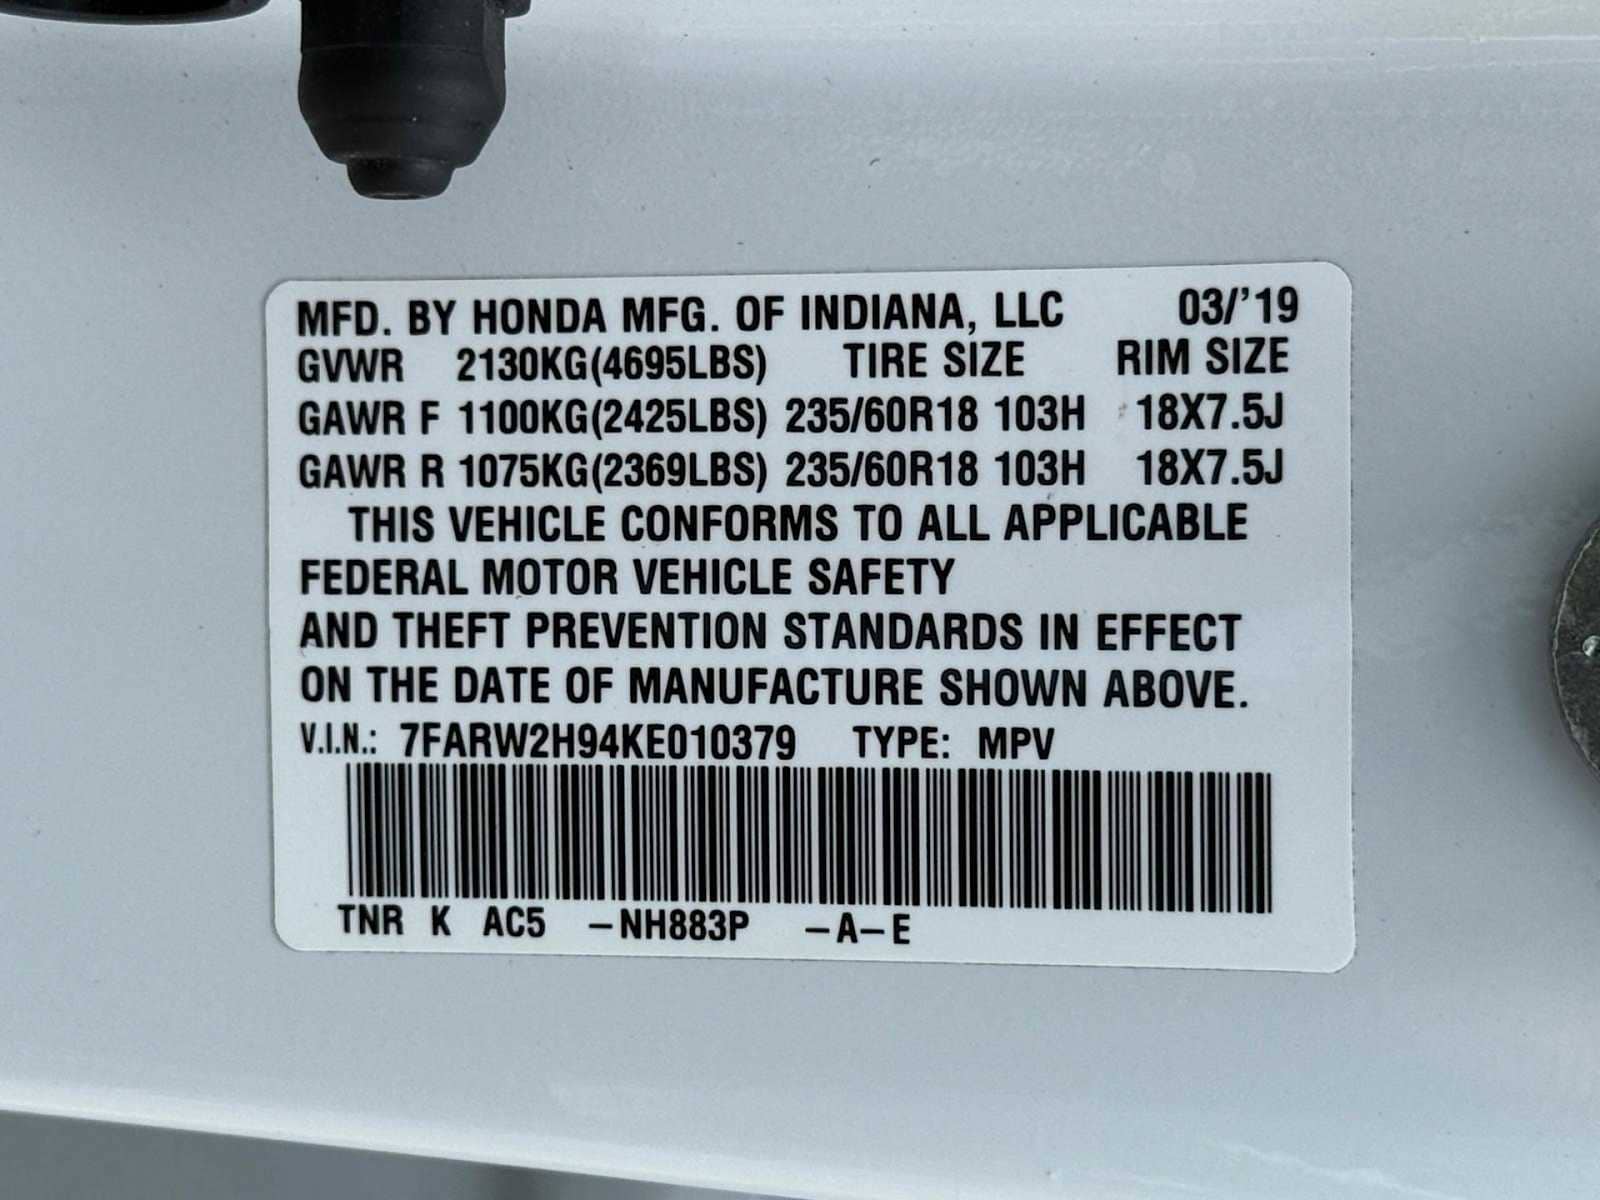 MFD. BY HONDA MFG. OF INDIANA, LLC 03/'19
GVWR 2130KG(4695LBS) TIRE SIZE RIM SIZE
GAWR F 1100KG(2425LBS) 235/60R18 103H 18X7.5J
GAWR R 1075KG(2369LBS) 235/60R18 103H 18X7.5J
THIS VEHICLE CONFORMS TO ALL APPLICABLE
FEDERAL MOTOR VEHICLE SAFETY
AND THEFT PREVENTION STANDARDS IN EFFECT
ON THE DATE OF MANUFACTURE SHOWN ABOVE.
V.I.N.: 7FARW2H94KE010379 TYPE: MPV
TNR K AC5 -NH883P -A-E